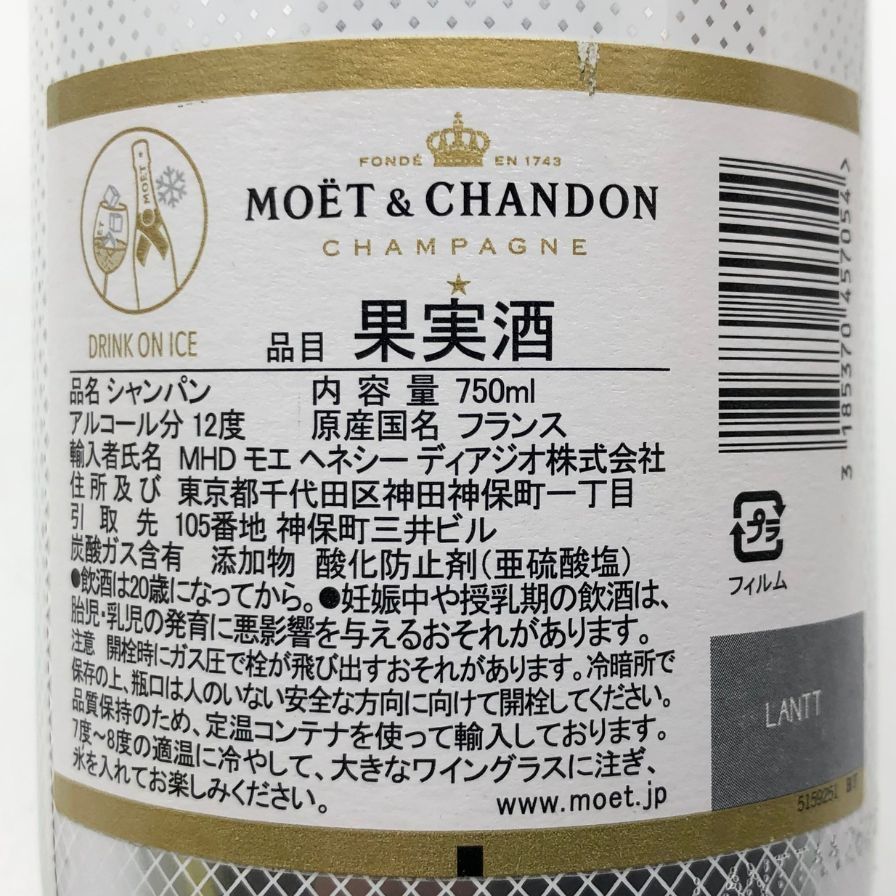 FONDÉ EN 1743
MOËT & CHANDON
CHAMPAGNE
MOËT
DRINK ON ICE
品目 果実酒
品名 シャンパン 内容量 750ml
アルコール分 12度 原産国名 フランス
輸入者氏名 MHD モエ ヘネシー ディアジオ株式会社
住所及び 東京都千代田区神田神保町一丁目
引取先 105番地 神保町三井ビル
炭酸ガス含有 添加物 酸化防止剤(亜硫酸塩)
●飲酒は20歳になってから。●妊娠中や授乳期の飲酒は、
胎児・乳児の発育に悪影響を与えるおそれがあります。
注意 開栓時にガス圧で栓が飛び出すおそれがあります。冷暗所で
保存の上、瓶口は人のいない安全な方向に向けて開栓してください。
品質保持のため、定温コンテナを使って輸入しております。
7度〜8度の適温に冷やして、大きなワイングラスに注ぎ、
氷を入れてお楽しみください。
www.moet.jp
3 185370 457054 >
プラ
フィルム
LANTT
5159251